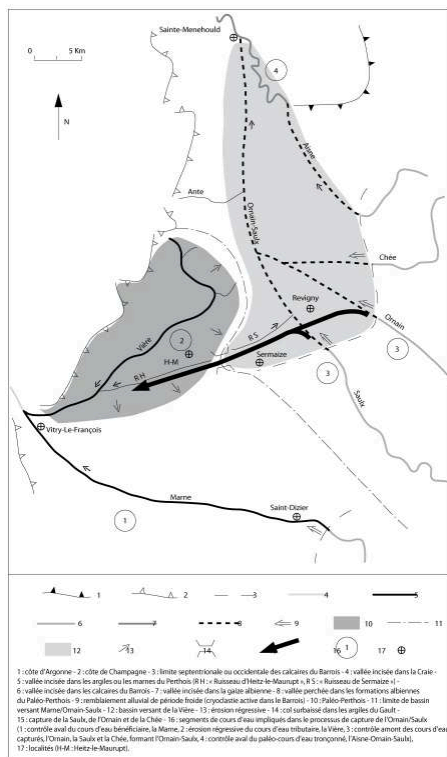 Sainte-Menehould
0 5 Km
4
N
Aisne
Ante
Ornain-Saulx
Chée
Revigny
Ornain
Vière
2
R S
3
H-M
Sermaize
R H
3
Saulx
Vitry-Le-François
Marne
Saint-Dizier
1
1 2 3 4 5
6 7 8 9 10 11
12 13 14 15 1 16 17
1 : côte d'Argonne - 2 : côte de Champagne - 3 : limite septentrionale ou occidentale des calcaires du Barrois - 4 : vallée incisée dans la Craie -
5 : vallée incisée dans les argiles ou les marnes du Perthois (R H : « Ruisseau d'Heitz-le-Maurupt », R S : « Ruisseau de Sermaize ») -
6 : vallée incisée dans les calcaires du Barrois - 7 : vallée incisée dans la gaize albienne - 8 : vallée perchée dans les formations albiennes
du Paléo-Perthois - 9 : remblaiement alluvial de période froide (cryoclastie active dans le Barrois) - 10 : Paléo-Perthois - 11 : limite de bassin
versant Marne/Ornain-Saulx - 12 : bassin versant de la Vière - 13 : érosion régressive - 14 : col surbaissé dans les argiles du Gault -
15 : capture de la Saulx, de l'Ornain et de la Chée - 16 : segments de cours d'eau impliqués dans le processus de capture de l'Ornain/Saulx
(1 : contrôle aval du cours d'eau bénéficiaire, la Marne, 2 : érosion régressive du cours d'eau tributaire, la Vière, 3 : contrôle amont des cours d'eau
capturés, l'Ornain, la Saulx et la Chée, formant l'Ornain-Saulx, 4 : contrôle aval du paléo-cours d'eau tronçonné, l'Aisne-Ornain-Saulx),
17 : localités (H-M : Heitz-le-Maurupt).